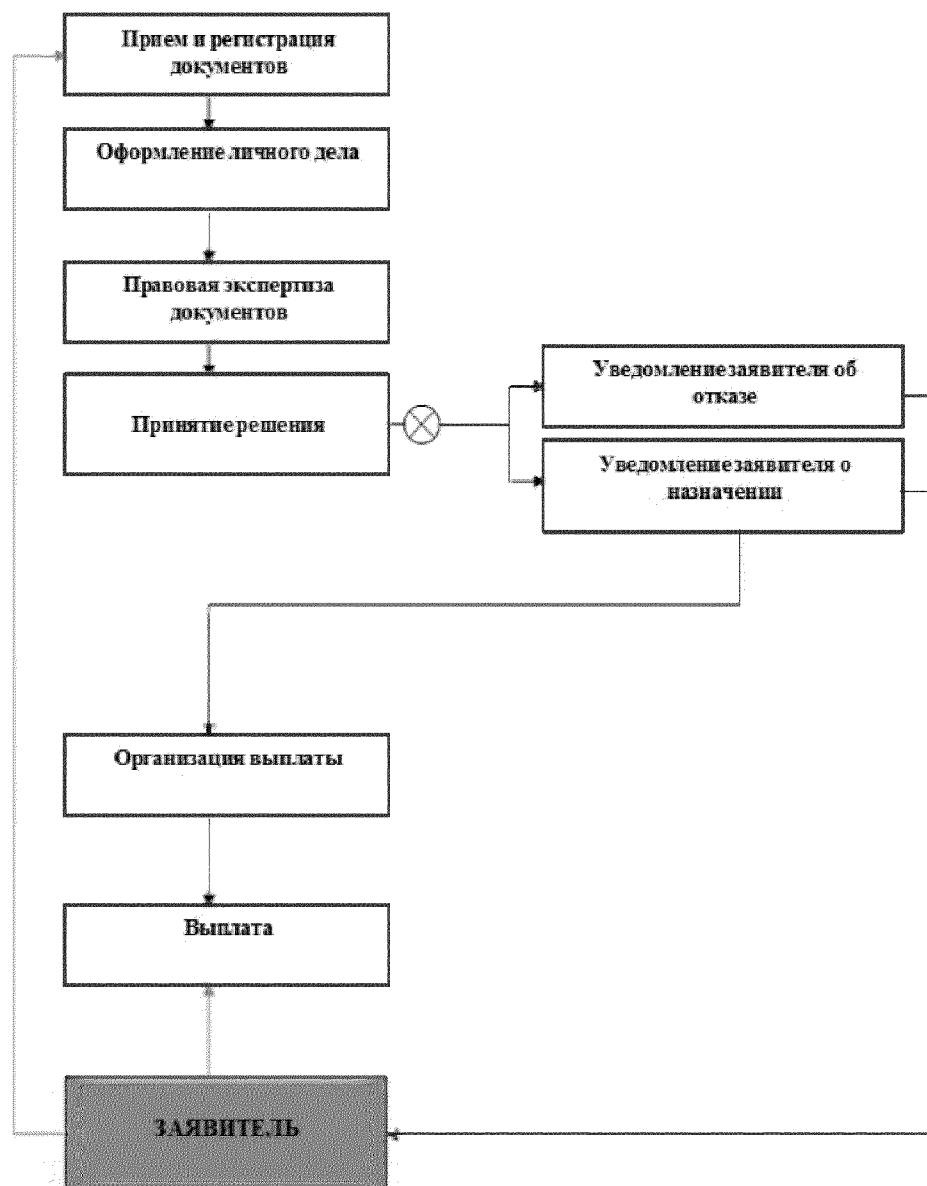 Прием и регистрация
документов
Оформление личного дела
Правовая экспертиза
документов
Принятие решения
Уведомление заявителя об
отказе
Уведомление заявителя о
назначении
Организация выплаты
Выплата
ЗАЯВИТЕЛЬ